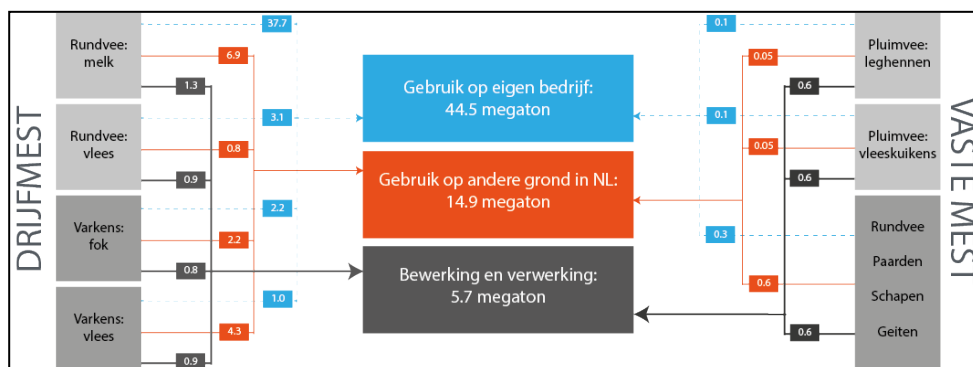 DRIJFMEST
Rundvee:
melk
37.7
6.9
1.3
Rundvee:
vlees
3.1
0.8
0.9
Varkens:
fok
2.2
2.2
0.8
Varkens:
vlees
1.0
4.3
0.9
Gebruik op eigen bedrijf:
44.5 megaton
Gebruik op andere grond in NL:
14.9 megaton
Bewerking en verwerking:
5.7 megaton
0.1
0.05
0.6
Pluimvee:
leghennen
0.1
0.05
0.6
Pluimvee:
vleeskuikens
0.3
0.6
0.6
Rundvee
Paarden
Schapen
Geiten
VASTE MEST